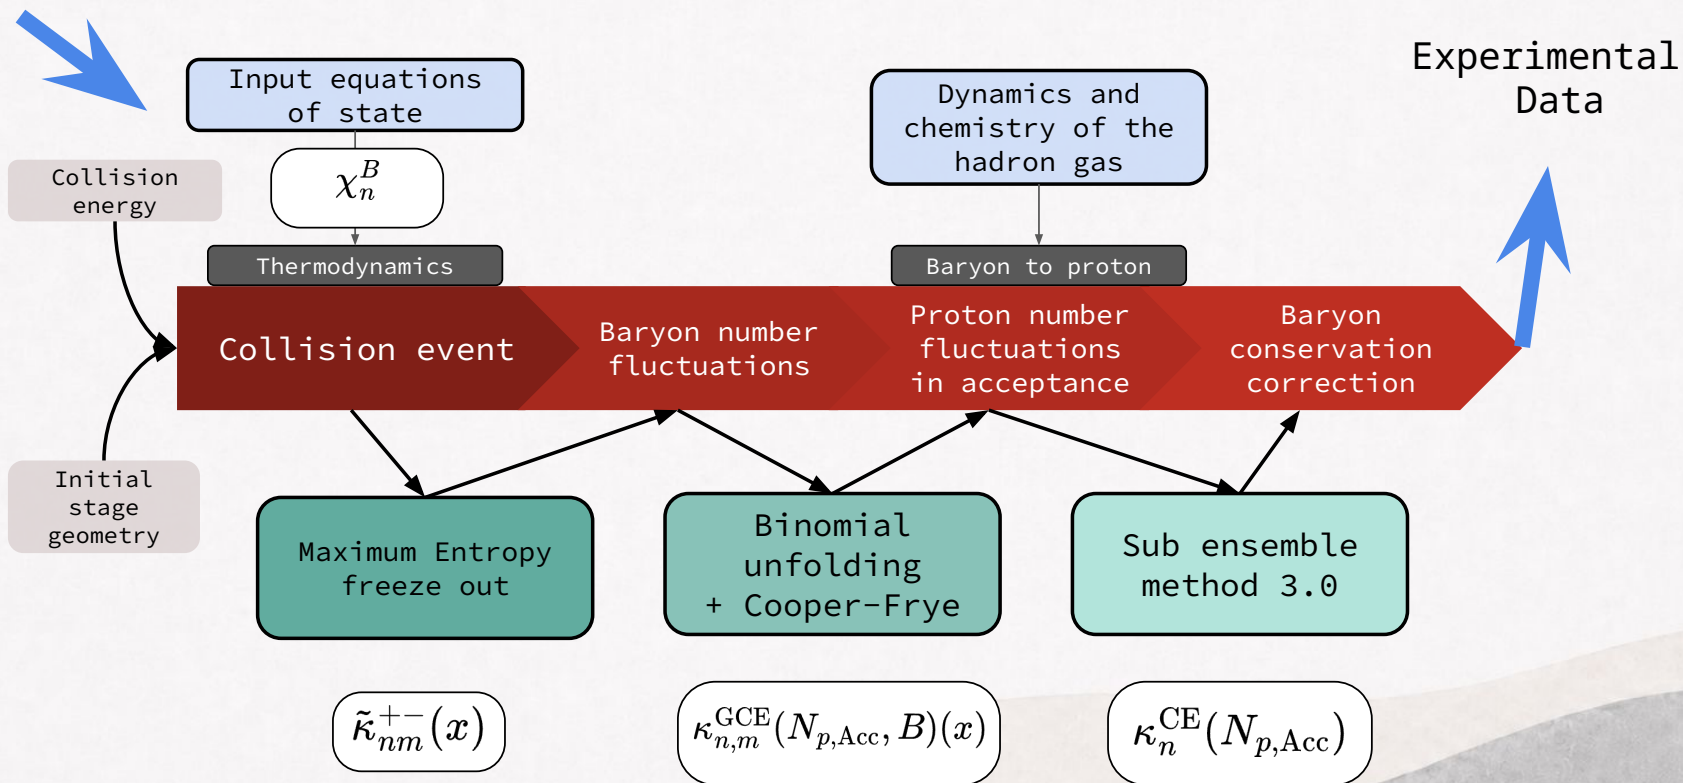 Experimental
Data
Input equations
of state
Dynamics and
chemistry of the
hadron gas
Collision
energy
χ_n^B
Thermodynamics
Baryon to proton
Collision event
Baryon number
fluctuations
Proton number
fluctuations
in acceptance
Baryon
conservation
correction
Initial
stage
geometry
Maximum Entropy
freeze out
Binomial
unfolding
+ Cooper-Frye
Sub ensemble
method 3.0
κ̃_{nm}^{+−}(x)
κ_{n,m}^{GCE}(N_{p,Acc}, B)(x)
κ_n^{CE}(N_{p,Acc})